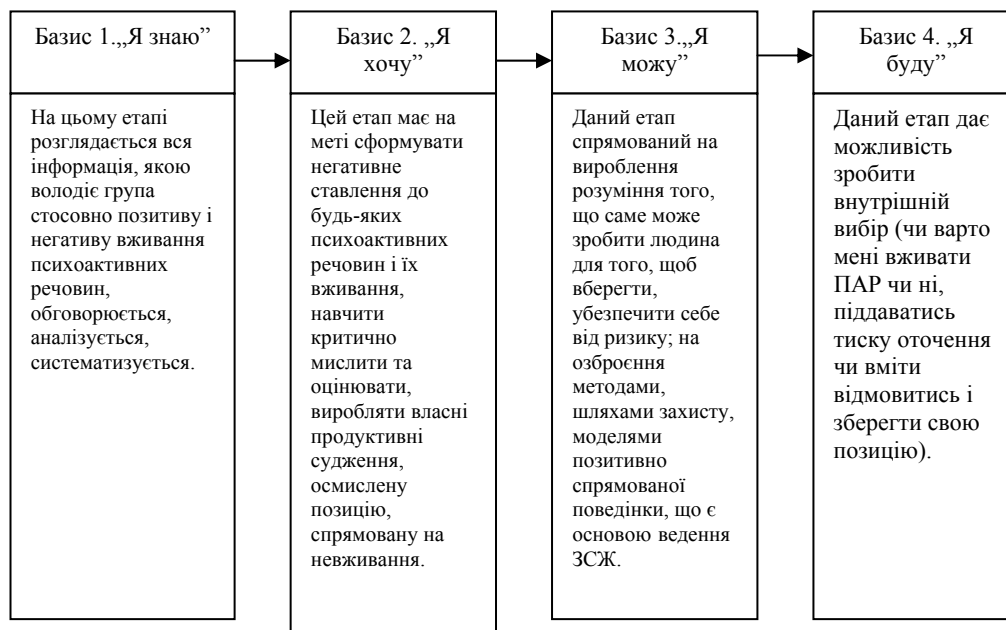 Базис 1.„Я знаю”
На цьому етапі
розглядається вся
інформація, якою
володіє група
стосовно позитиву і
негативу вживання
психоактивних
речовин,
обговорюється,
аналізується,
систематизується.
Базис 2. „Я
хочу”
Цей етап має на
меті сформувати
негативне
ставлення до
будь-яких
психоактивних
речовин і їх
вживання,
навчити
критично
мислити та
оцінювати,
виробляти власні
продуктивні
судження,
осмислену
позицію,
спрямовану на
невживання.
Базис 3.„Я
можу”
Даний етап
спрямований на
вироблення
розуміння того,
що саме може
зробити людина
для того, щоб
вберегти,
убезпечити себе
від ризику; на
озброєння
методами,
шляхами захисту,
моделями
позитивно
спрямованої
поведінки, що є
основою ведення
ЗСЖ.
Базис 4. „Я
буду”
Даний етап дає
можливість
зробити
внутрішній
вибір (чи варто
мені вживати
ПАР чи ні,
піддаватись
тиску оточення
чи вміти
відмовитись і
зберегти свою
позицію).